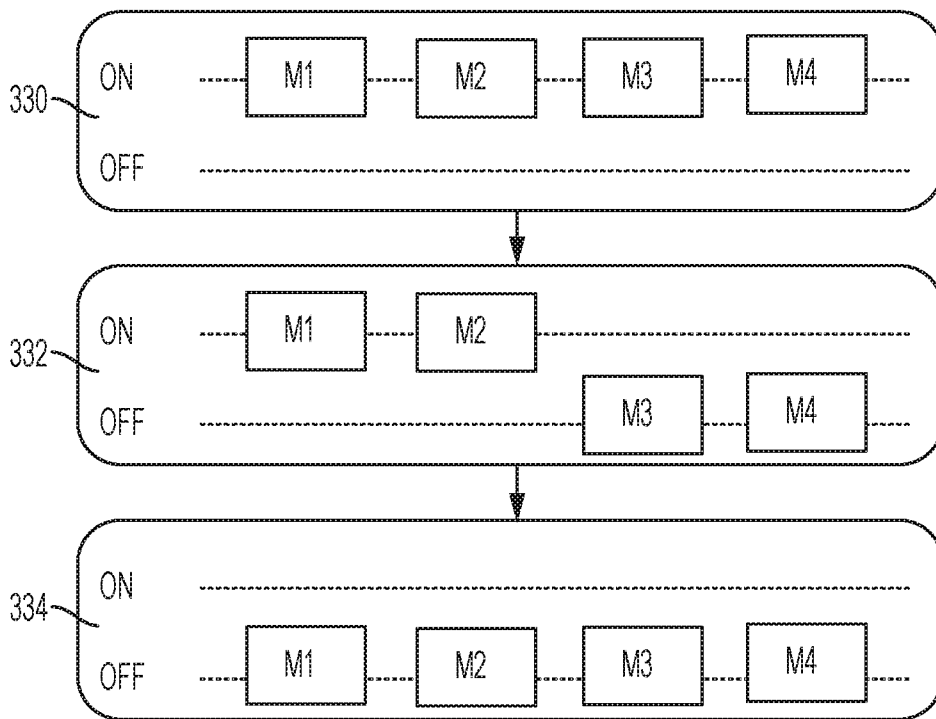 ON M1 M2 M3 M4
330
OFF
ON M1 M2
332
OFF M3 M4
ON
334
OFF M1 M2 M3 M4